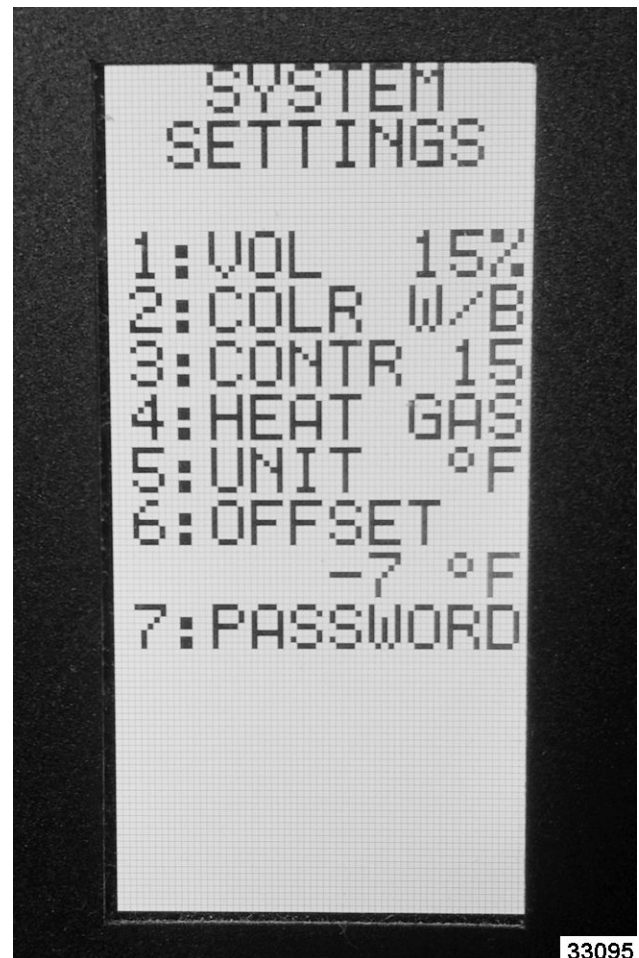 SYSTEM
SETTINGS
1:VOL 15%
2:COLR W/B
3:CONTR 15
4:HEAT GAS
5:UNIT °F
6:OFFSET
-7 °F
7:PASSWORD
33095